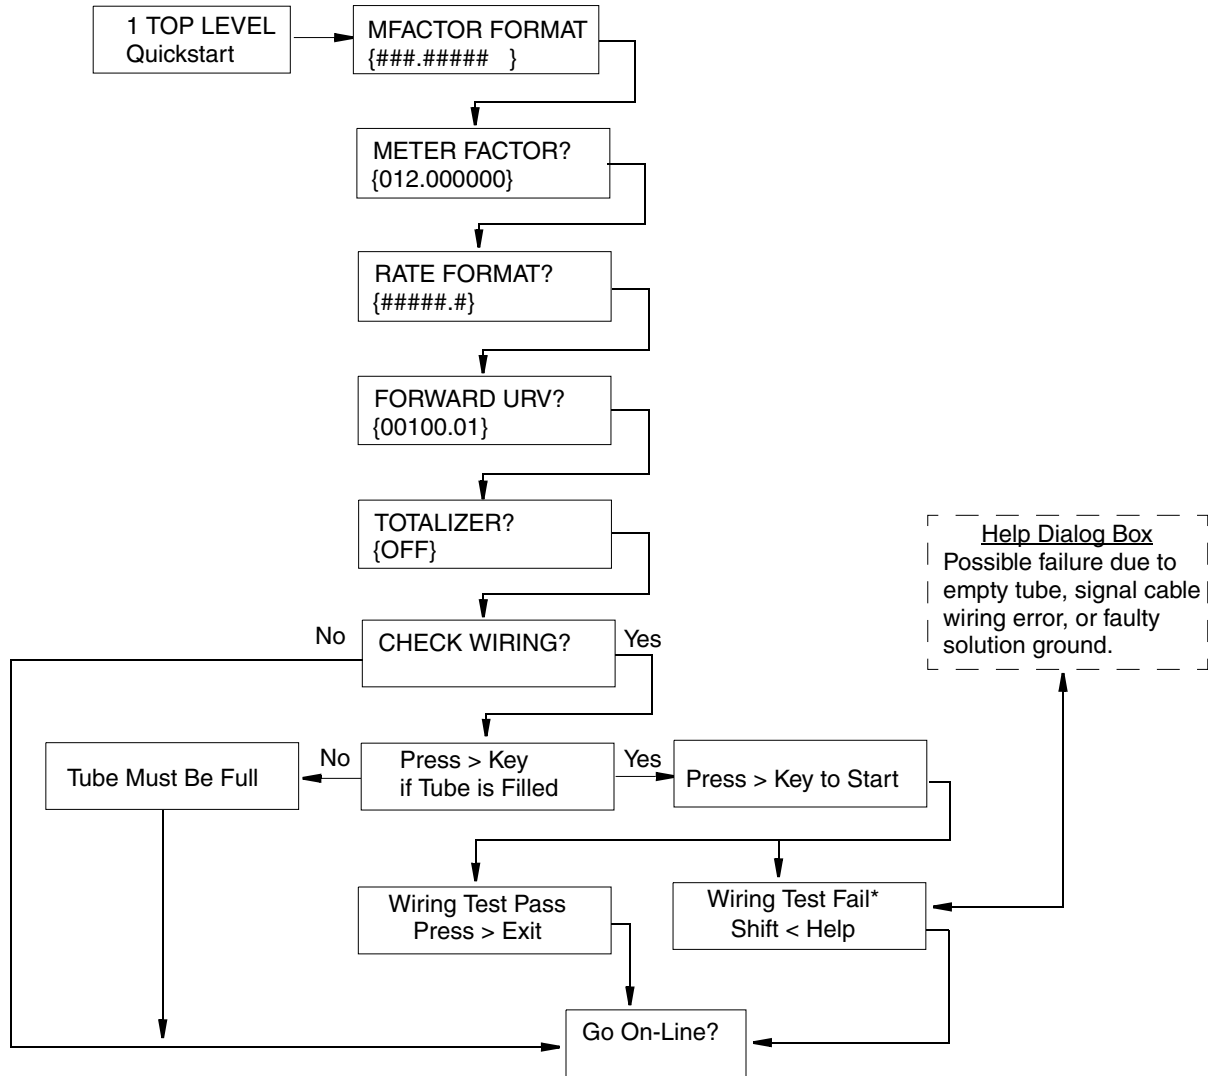 1 TOP LEVEL
Quickstart
MFACTOR FORMAT
{###.##### }
METER FACTOR?
{012.000000}
RATE FORMAT?
{#####.#}
FORWARD URV?
{00100.01}
TOTALIZER?
{OFF}
Help Dialog Box
Possible failure due to
empty tube, signal cable
wiring error, or faulty
solution ground.
No
CHECK WIRING?
Yes
Tube Must Be Full
No
Press > Key
if Tube is Filled
Yes
Press > Key to Start
Wiring Test Pass
Press > Exit
Wiring Test Fail*
Shift < Help
Go On-Line?